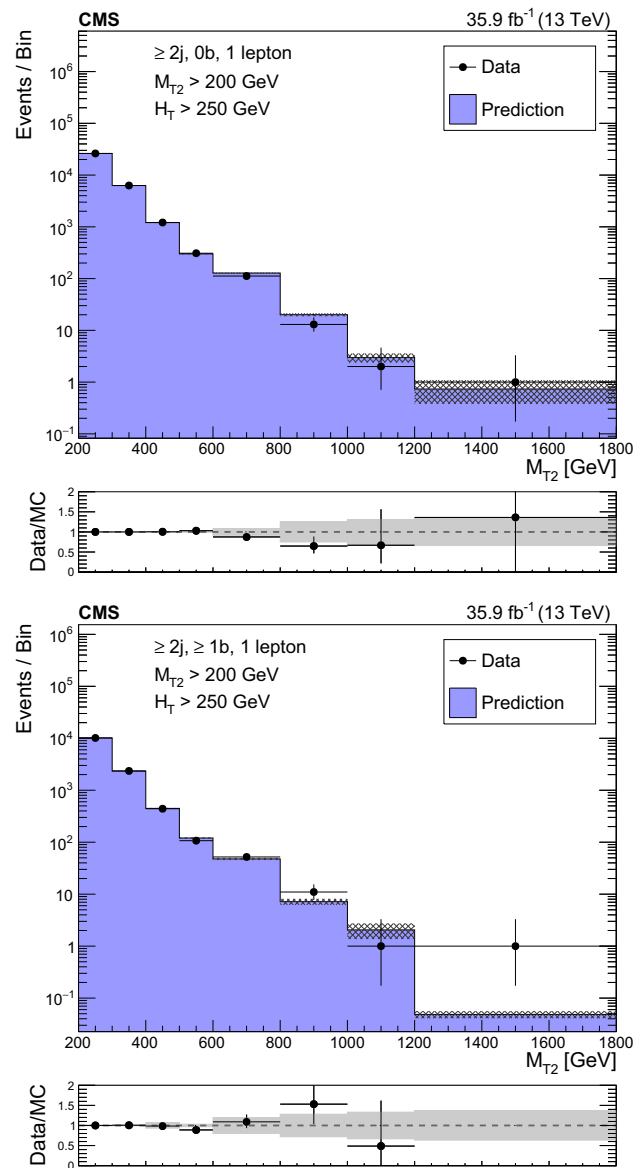 CMS 35.9 fb⁻¹ (13 TeV)
≥ 2j, 0b, 1 lepton
M_T2 > 200 GeV
H_T > 250 GeV
Data
Prediction
Events / Bin
10⁶
10⁵
10⁴
10³
10²
10
1
10⁻¹
200 400 600 800 1000 1200 1400 1600 1800
M_T2 [GeV]
Data/MC
2
1.5
1
0.5
0
CMS 35.9 fb⁻¹ (13 TeV)
≥ 2j, ≥ 1b, 1 lepton
M_T2 > 200 GeV
H_T > 250 GeV
Data
Prediction
Events / Bin
10⁶
10⁵
10⁴
10³
10²
10
1
10⁻¹
200 400 600 800 1000 1200 1400 1600 1800
M_T2 [GeV]
Data/MC
2
1.5
1
0.5
0